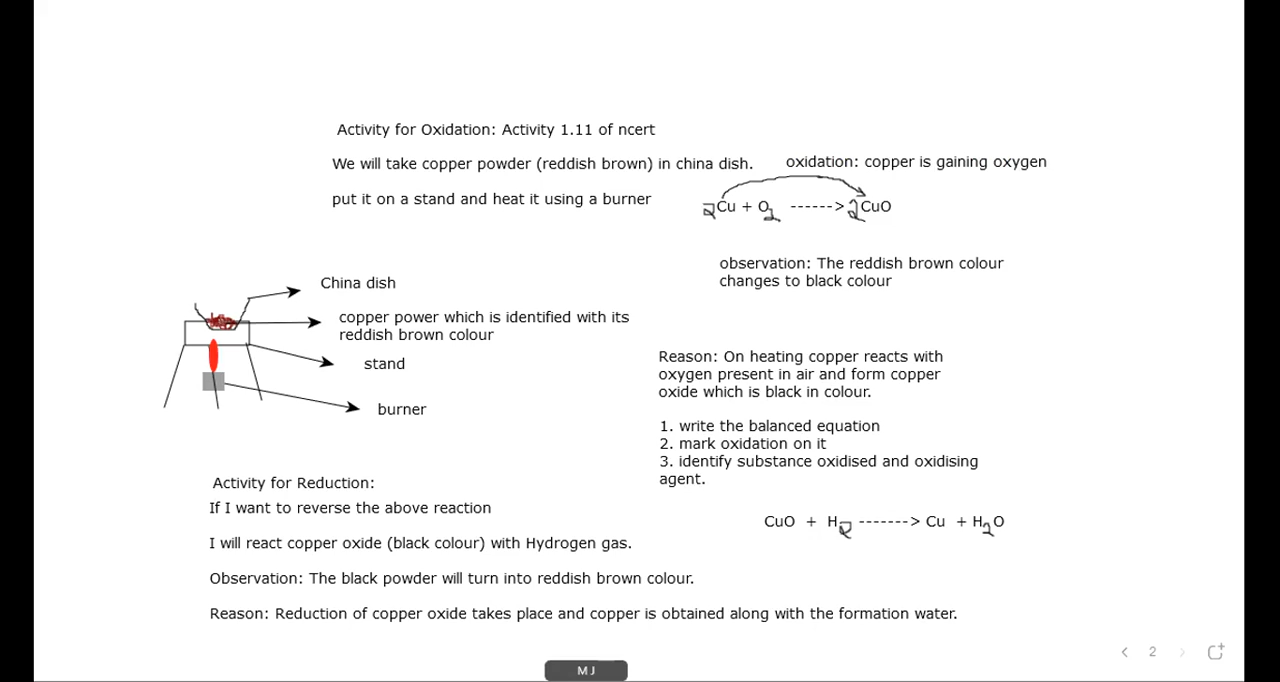 Activity for Oxidation: Activity 1.11 of ncert
We will take copper powder (reddish brown) in china dish.
oxidation: copper is gaining oxygen
put it on a stand and heat it using a burner
2Cu + O2 ------> 2CuO
observation: The reddish brown colour
changes to black colour
China dish
copper power which is identified with its
reddish brown colour
stand
burner
Reason: On heating copper reacts with
oxygen present in air and form copper
oxide which is black in colour.
1. write the balanced equation
2. mark oxidation on it
3. identify substance oxidised and oxidising
agent.
Activity for Reduction:
If I want to reverse the above reaction
CuO + H2 -------> Cu + H2O
I will react copper oxide (black colour) with Hydrogen gas.
Observation: The black powder will turn into reddish brown colour.
Reason: Reduction of copper oxide takes place and copper is obtained along with the formation water.
< 2 >
MJ